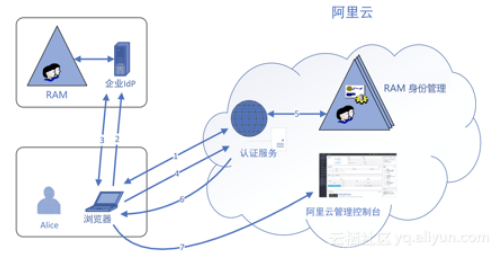 阿里云
RAM
企业IdP
RAM 身份管理
5
3
2
1
4
认证服务
6
Alice
浏览器
阿里云管理控制台
7
云栖社区 yq.aliyun.com